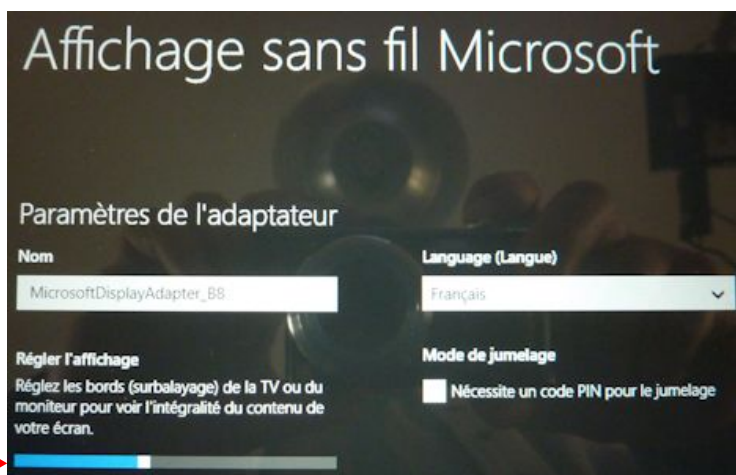 Affichage sans fil Microsoft
Paramètres de l'adaptateur
Nom
MicrosoftDisplayAdapter_B8
Language (Langue)
Français
Régler l'affichage
Réglez les bords (surbalayage) de la TV ou du
moniteur pour voir l'intégralité du contenu de
votre écran.
Mode de jumelage
Nécessite un code PIN pour le jumelage